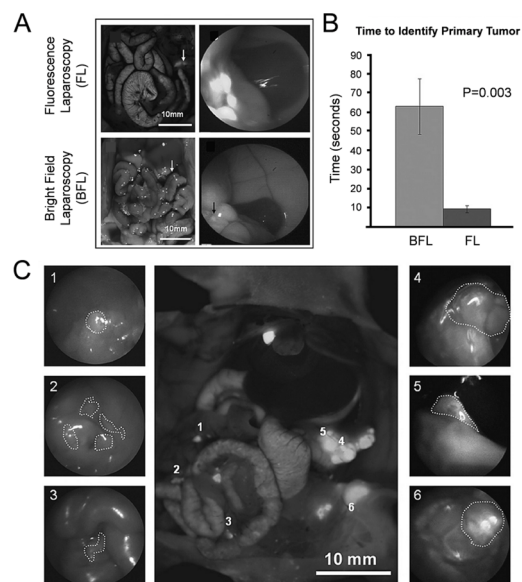 A
Fluorescence
Laparoscopy
(FL)
10mm
Bright Field
Laparoscopy
(BFL)
10mm
B
Time to Identify Primary Tumor
Time (seconds)
90
80
70
60
50
40
30
20
10
P=0.003
BFL
FL
C
1
2
3
1
2
3
5
4
6
10 mm
4
5
6